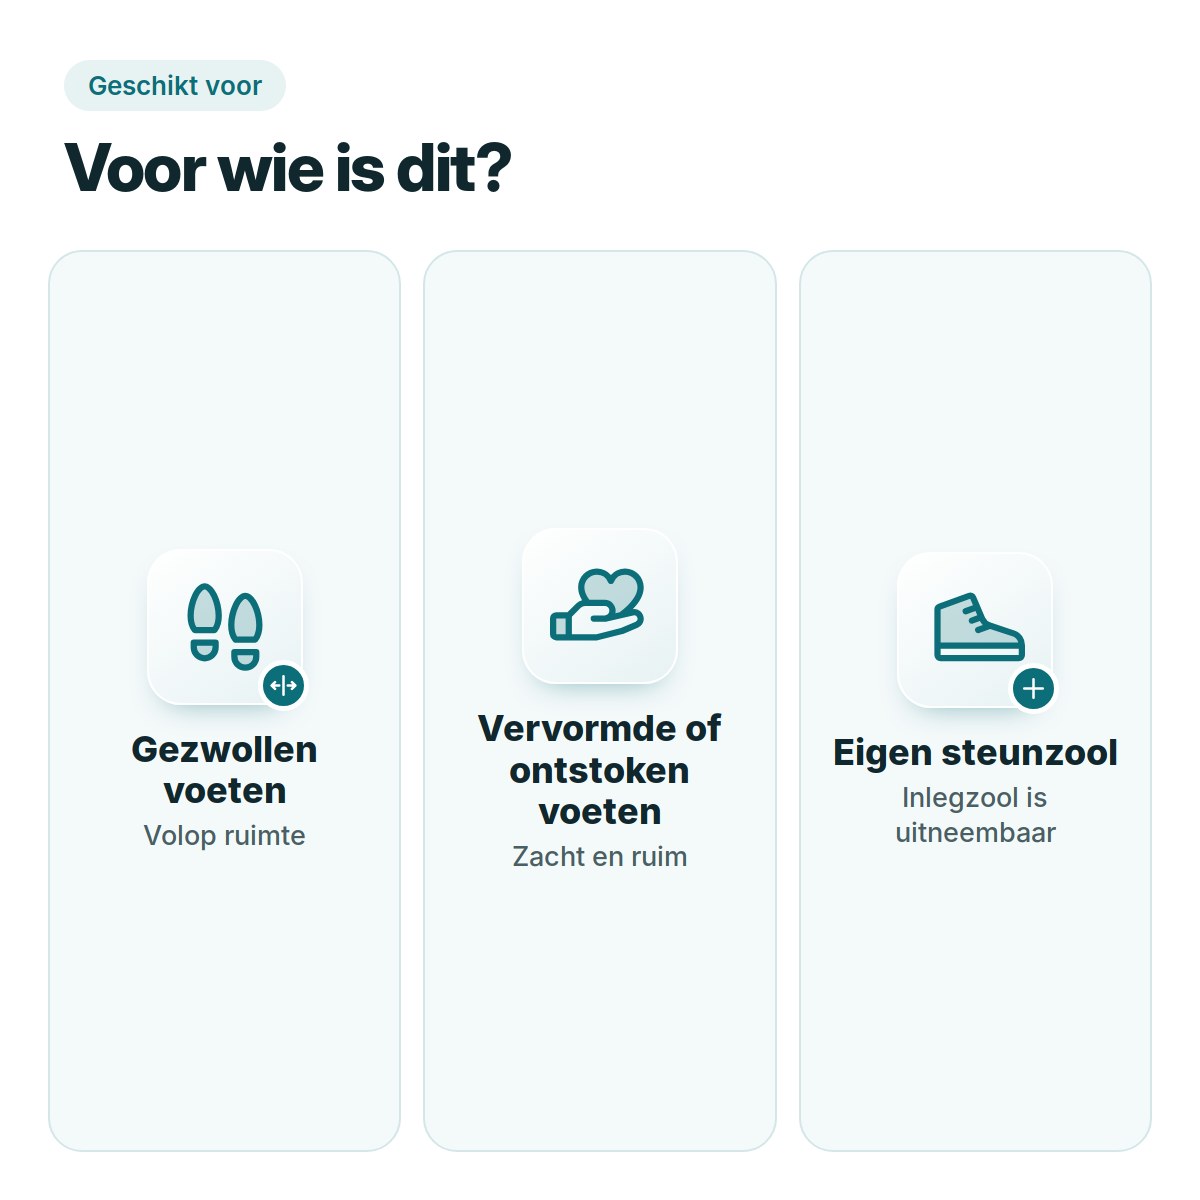 Geschikt voor
Voor wie is dit?
Gezwollen
voeten
Volop ruimte
Vervormde of
ontstoken
voeten
Zacht en ruim
Eigen steunzool
Inlegzool is
uitneembaar